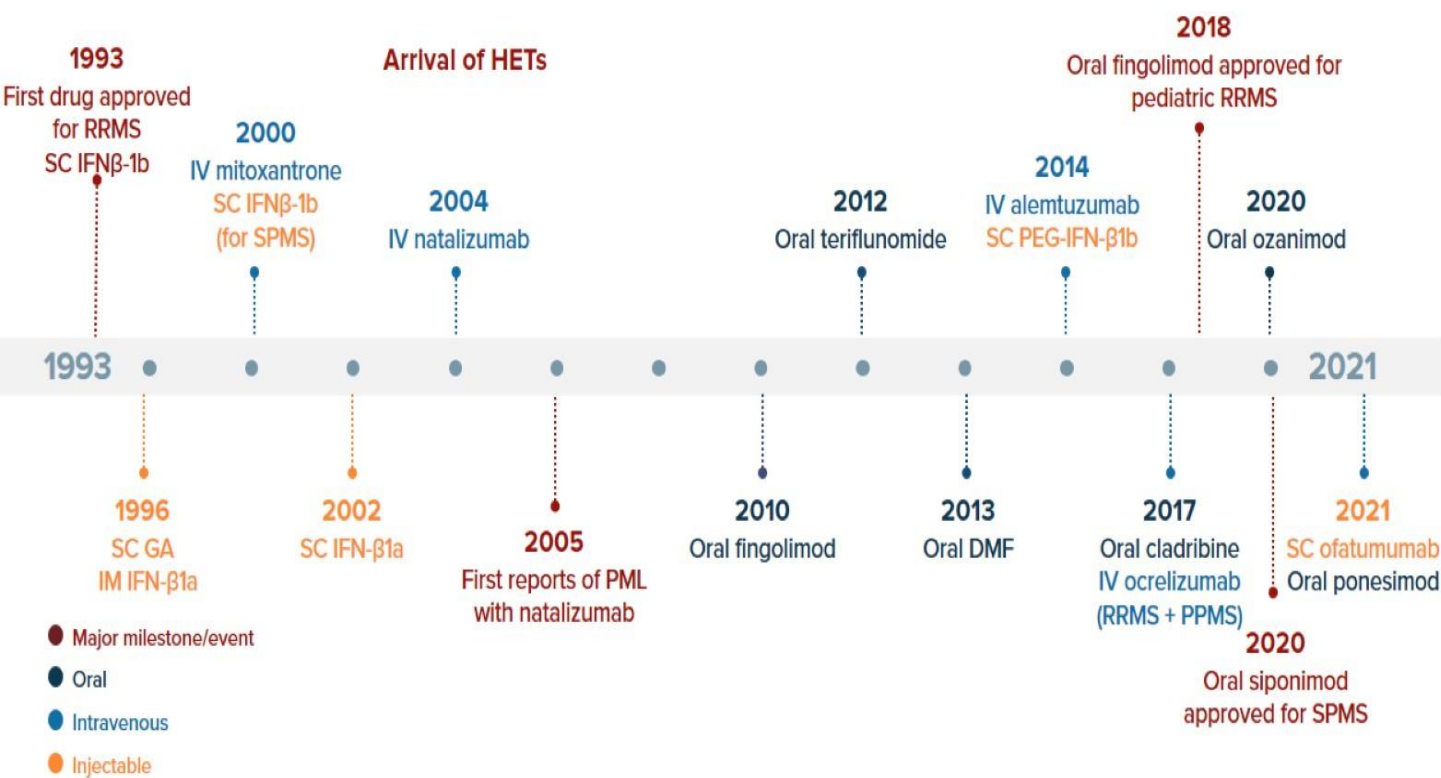 1993
First drug approved
for RRMS
SC IFNβ-1b
Arrival of HETs
2000
IV mitoxantrone
SC IFNβ-1b
(for SPMS)
2004
IV natalizumab
2012
Oral teriflunomide
2014
IV alemtuzumab
SC PEG-IFN-β1b
2018
Oral fingolimod approved for
pediatric RRMS
2020
Oral ozanimod
1993
2021
1996
SC GA
IM IFN-β1a
2002
SC IFN-β1a
2005
First reports of PML
with natalizumab
2010
Oral fingolimod
2013
Oral DMF
2017
Oral cladribine
IV ocrelizumab
(RRMS + PPMS)
2020
Oral siponimod
approved for SPMS
2021
SC ofatumumab
Oral ponesimod
Major milestone/event
Oral
Intravenous
Injectable